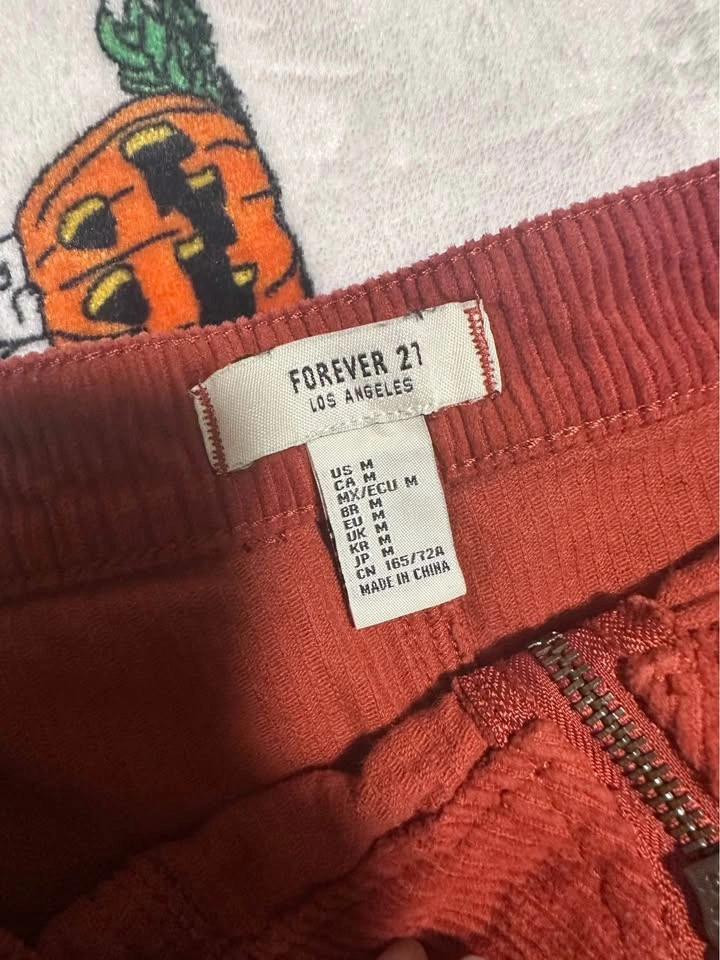 FOREVER 21
LOS ANGELES
US M
CA M
MX/ECU M
BR M
EU M
UK M
KR M
JP M
CN 165/72A
MADE IN CHINA